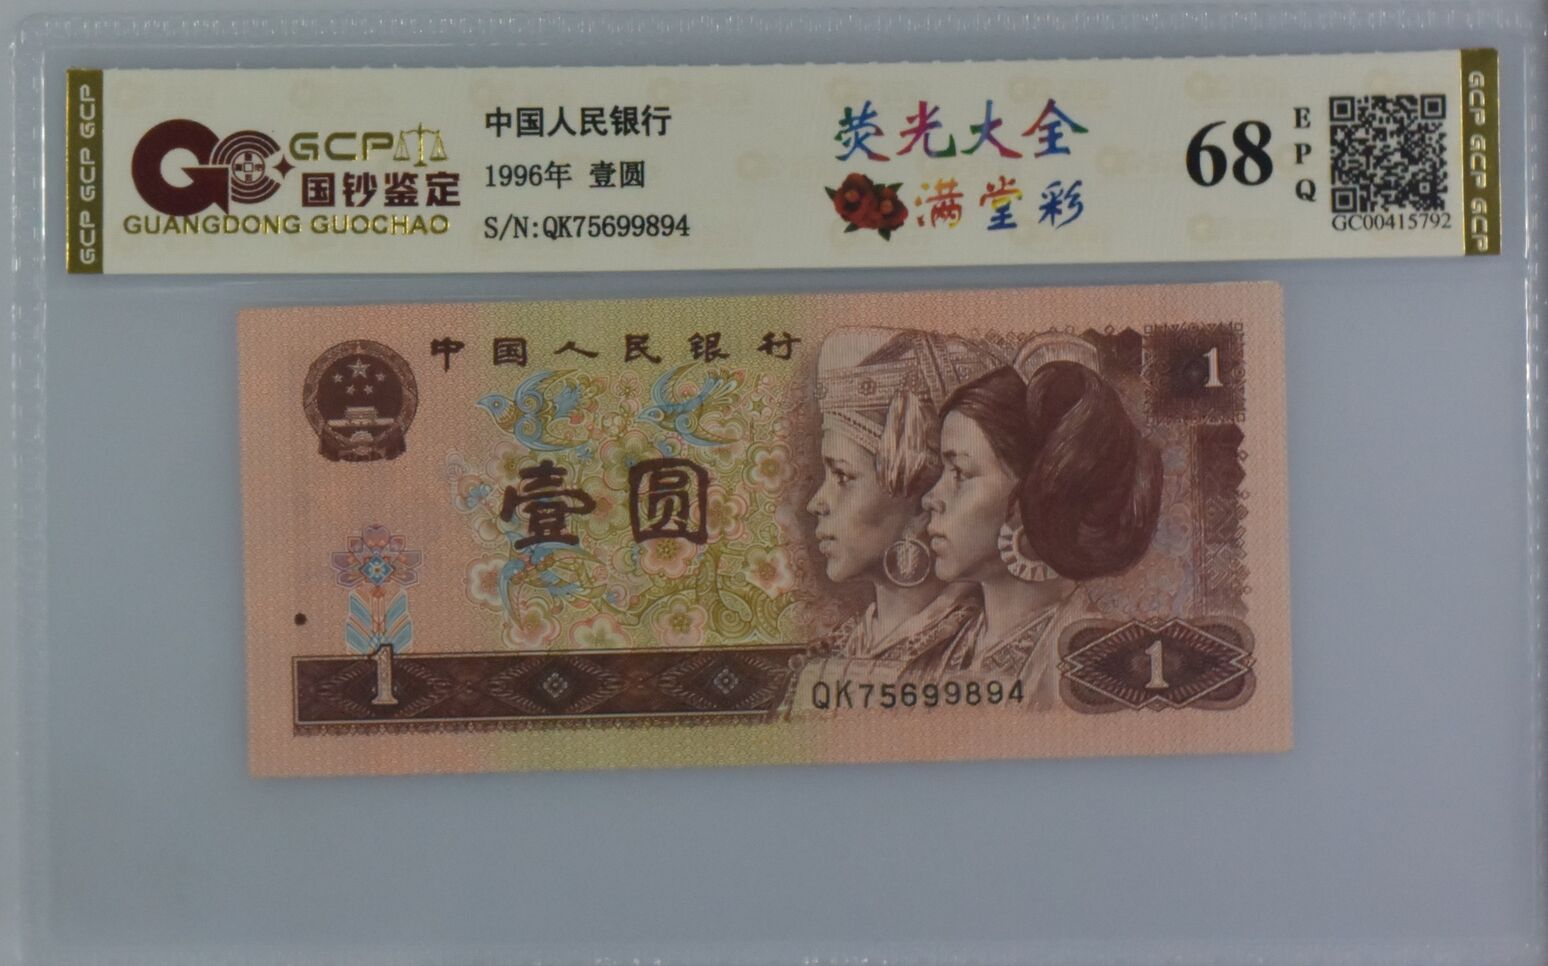 GCP GCP GCP
GCP
国钞鉴定
GUANGDONG GUOCHAO
中国人民银行
1996年 壹圆
S/N:QK75699894
荧光大全
满堂彩
68
EPQ
GC00415792
GCP GCP GCP
中国人民银行
1
壹圆
1
QK75699894
1